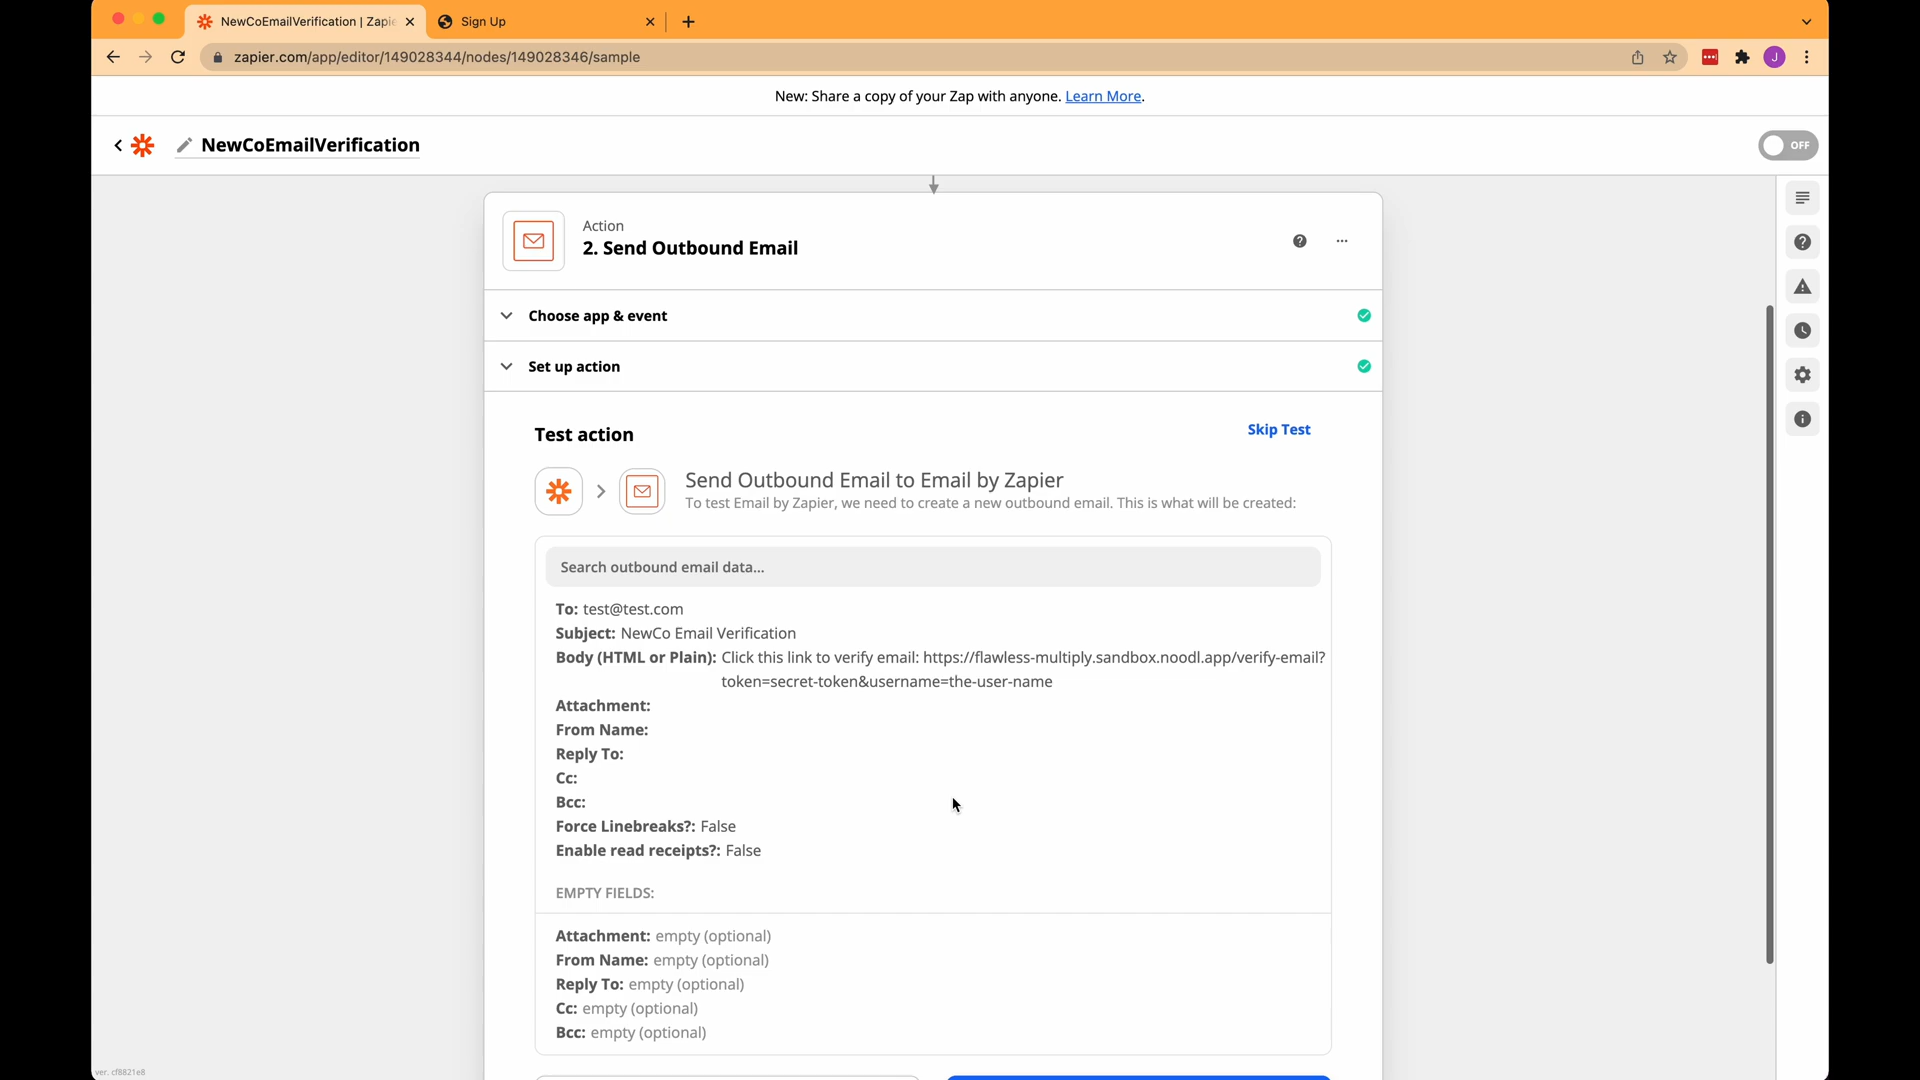 NewCoEmailVerification | Zapie
Sign Up
zapier.com/app/editor/149028344/nodes/149028346/sample
J
New: Share a copy of your Zap with anyone. Learn More.
NewCoEmailVerification
OFF
Action
2. Send Outbound Email
Choose app & event
Set up action
Test action
Skip Test
Send Outbound Email to Email by Zapier
To test Email by Zapier, we need to create a new outbound email. This is what will be created:
Search outbound email data...
To: test@test.com
Subject: NewCo Email Verification
Body (HTML or Plain): Click this link to verify email: https://flawless-multiply.sandbox.noodl.app/verify-email?
token=secret-token&username=the-user-name
Attachment:
From Name:
Reply To:
Cc:
Bcc:
Force Linebreaks?: False
Enable read receipts?: False
EMPTY FIELDS:
Attachment: empty (optional)
From Name: empty (optional)
Reply To: empty (optional)
Cc: empty (optional)
Bcc: empty (optional)
ver. cf8821e8